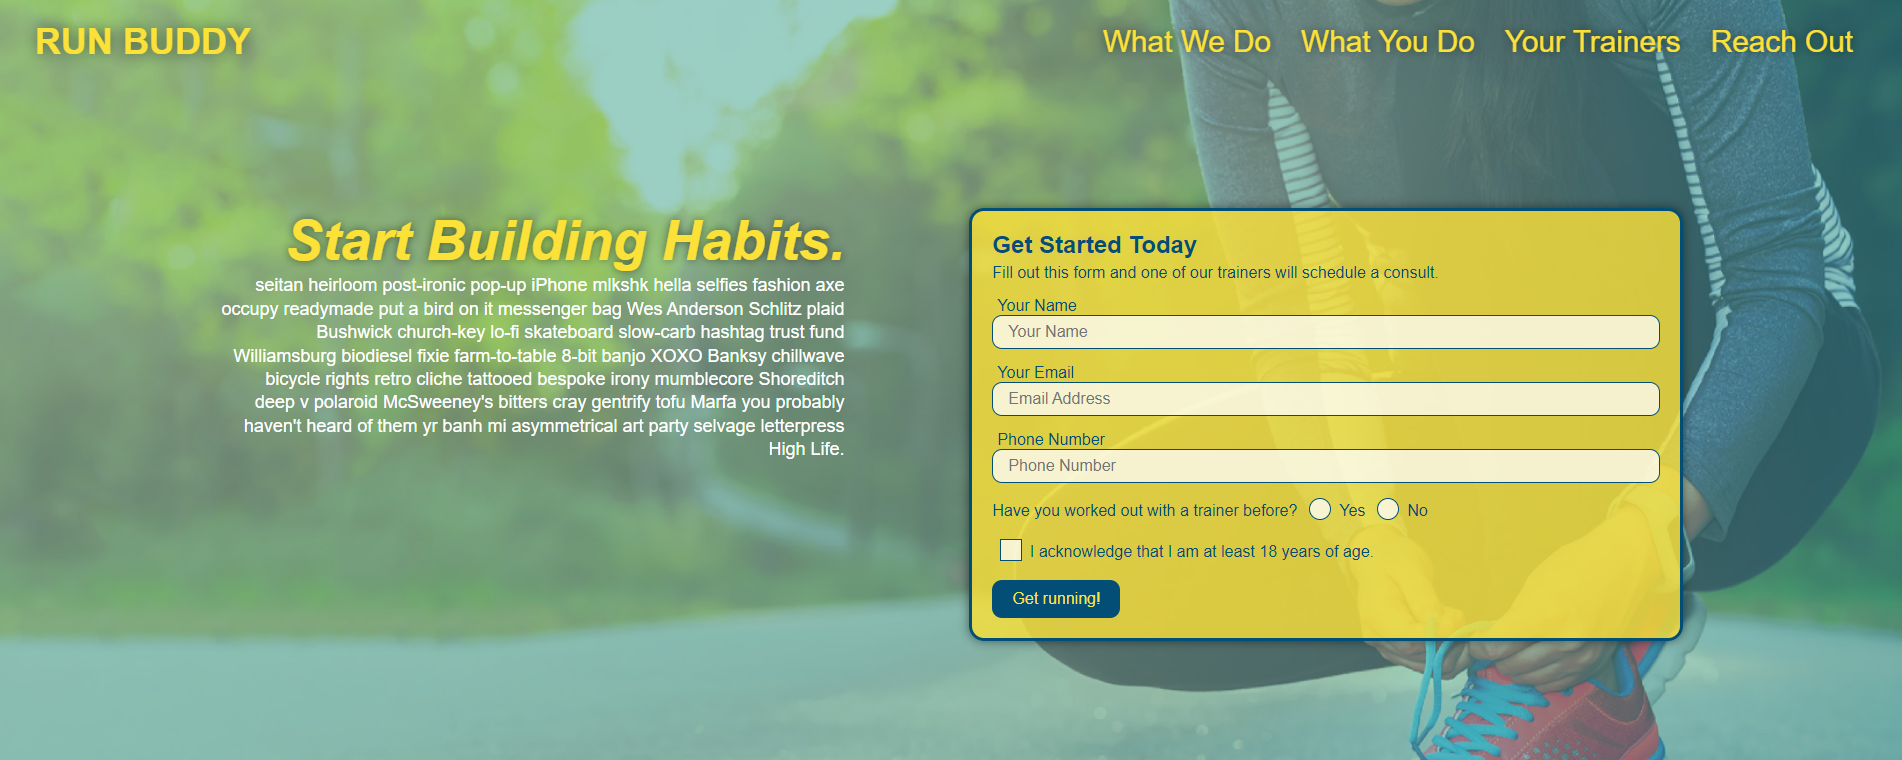 RUN BUDDY
What We Do
What You Do
Your Trainers
Reach Out
Start Building Habits.
seitan heirloom post-ironic pop-up iPhone mlkshk hella selfies fashion axe
occupy readymade put a bird on it messenger bag Wes Anderson Schlitz plaid
Bushwick church-key lo-fi skateboard slow-carb hashtag trust fund
Williamsburg biodiesel fixie farm-to-table 8-bit banjo XOXO Banksy chillwave
bicycle rights retro cliche tattooed bespoke irony mumblecore Shoreditch
deep v polaroid McSweeney's bitters cray gentrify tofu Marfa you probably
haven't heard of them yr banh mi asymmetrical art party selvage letterpress
High Life.
Get Started Today
Fill out this form and one of our trainers will schedule a consult.
Your Name
Your Name
Your Email
Email Address
Phone Number
Phone Number
Have you worked out with a trainer before? Yes No
I acknowledge that I am at least 18 years of age.
Get running!